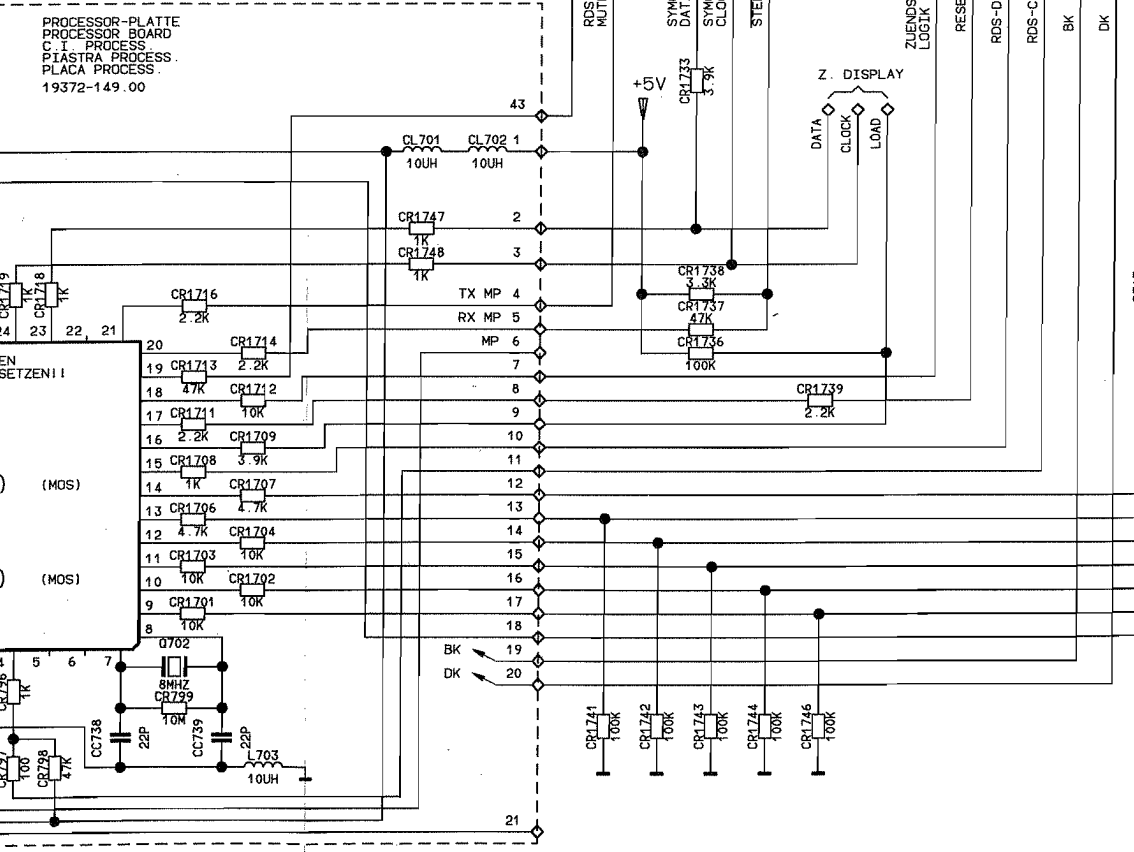 PROCESSOR-PLATTE
PROCESSOR BOARD
C.I. PROCESS.
PIASTRA PROCESS.
PLACA PROCESS.
19372-149.00
RDS
MUT
SYM
DAT
SYM
CLO
STE
ZUENDS
LOGIK
RESE
RDS-D
RDS-C
BK
DK
CR1733
3.9K
+5V
Z. DISPLAY
DATA
CLOCK
LOAD
43
CL701
10UH
CL702
10UH
1
CR1747
1K
2
CR1748
1K
3
CR1719
1K
CR1718
1K
CR1716
2.2K
TX MP 4
RX MP 5
MP 6
CR1738
3.3K
CR1737
47K
CR1736
100K
24 23 22 21
EN
SETZEN!!
20
CR1714
2.2K
19
CR1713
47K
7
18
CR1712
10K
8
CR1739
2.2K
17
CR1711
2.2K
9
16
CR1709
3.9K
10
15
CR1708
1K
11
(MOS)
14
CR1707
4.7K
12
13
CR1706
4.7K
13
12
CR1704
10K
14
11
CR1703
10K
15
(MOS)
10
CR1702
10K
16
9
CR1701
10K
17
8
18
4 5 6 7
Q702
8MHZ
BK 19
DK 20
CR796
1K
CR799
10M
CC738
22P
CC739
22P
CR1741
100K
CR1742
100K
CR1743
100K
CR1744
100K
CR1746
100K
CR797
100
CR798
47K
L703
10UH
21